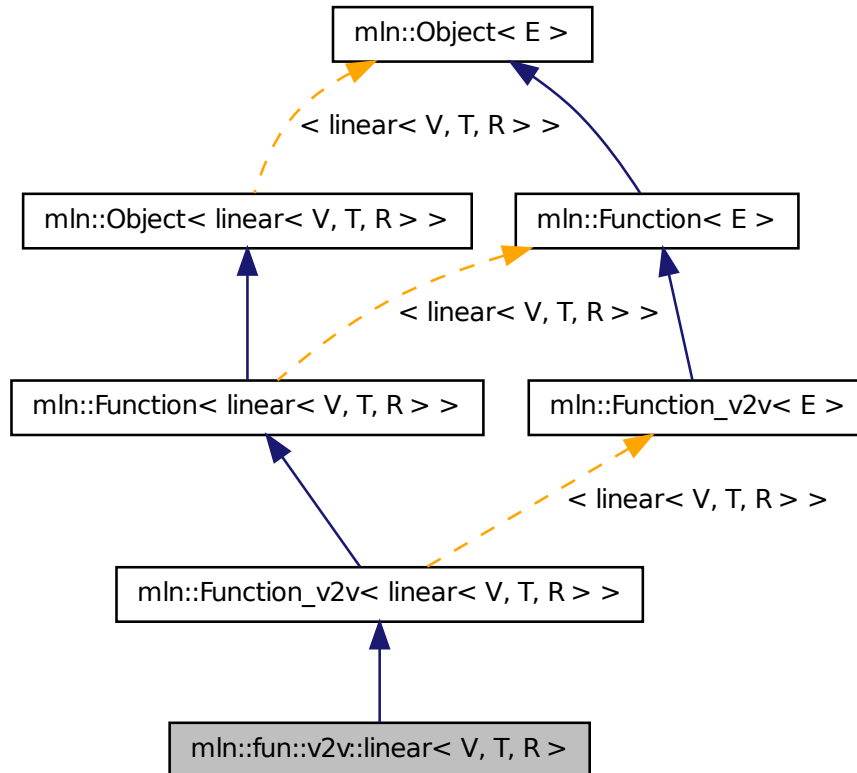 mln::Object< E >
< linear< V, T, R > >
mln::Object< linear< V, T, R > >
mln::Function< E >
< linear< V, T, R > >
mln::Function< linear< V, T, R > >
mln::Function_v2v< E >
< linear< V, T, R > >
mln::Function_v2v< linear< V, T, R > >
mln::fun::v2v::linear< V, T, R >